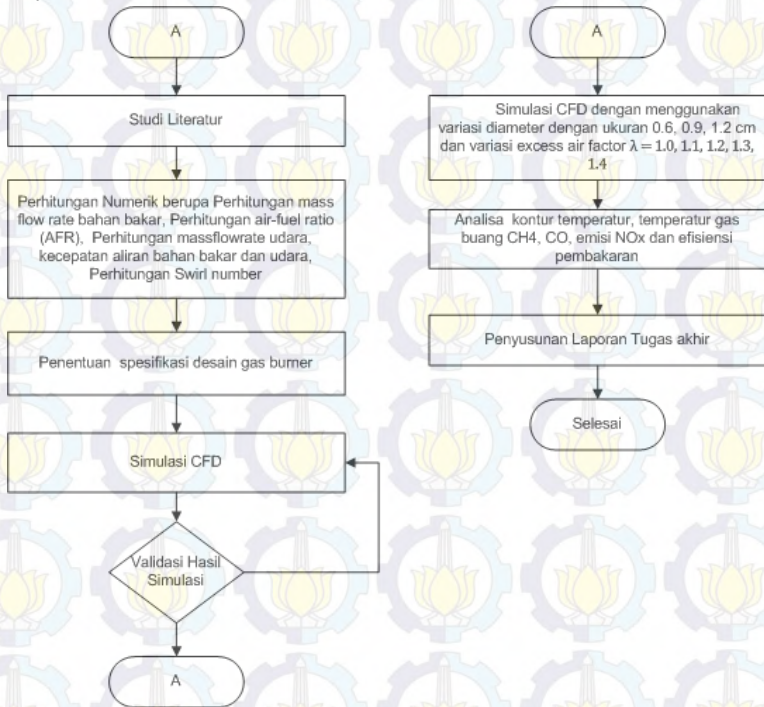 A
Studi Literatur
Perhitungan Numerik berupa Perhitungan mass
flow rate bahan bakar, Perhitungan air-fuel ratio
(AFR), Perhitungan massflowrate udara,
kecepatan aliran bahan bakar dan udara,
Perhitungan Swirl number
Penentuan spesifikasi desain gas burner
Simulasi CFD
Validasi Hasil
Simulasi
A
A
Simulasi CFD dengan menggunakan
variasi diameter dengan ukuran 0.6, 0.9, 1.2 cm
dan variasi excess air factor λ = 1.0, 1.1, 1.2, 1.3,
1.4
Analisa kontur temperatur, temperatur gas
buang CH4, CO, emisi NOx dan efisiensi
pembakaran
Penyusunan Laporan Tugas akhir
Selesai